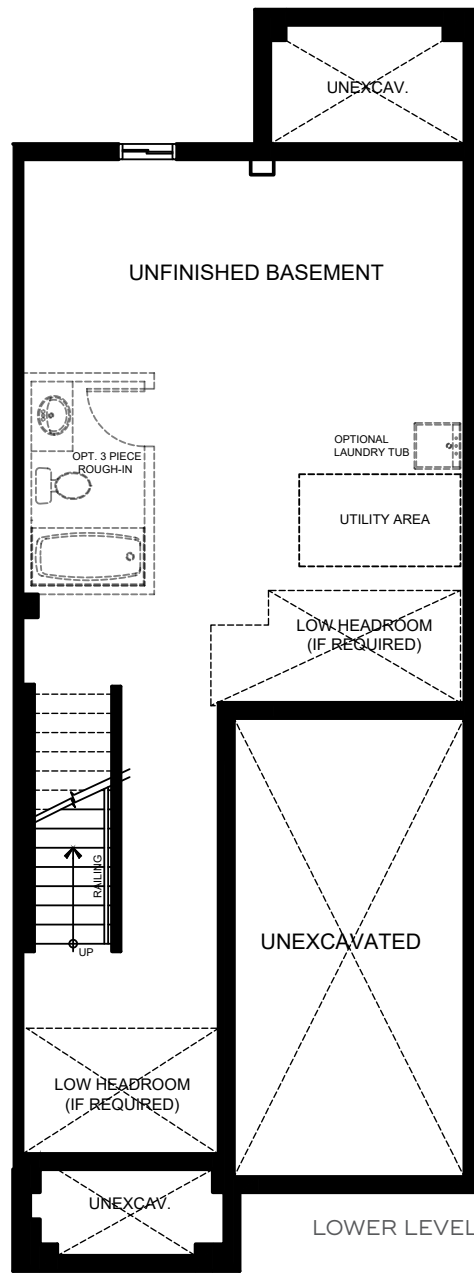 UNEXCAV.
UNFINISHED BASEMENT
OPT. 3 PIECE
ROUGH-IN
OPTIONAL
LAUNDRY TUB
UTILITY AREA
LOW HEADROOM
(IF REQUIRED)
RAILING
UP
UNEXCAVATED
LOW HEADROOM
(IF REQUIRED)
UNEXCAV.
LOWER LEVEL